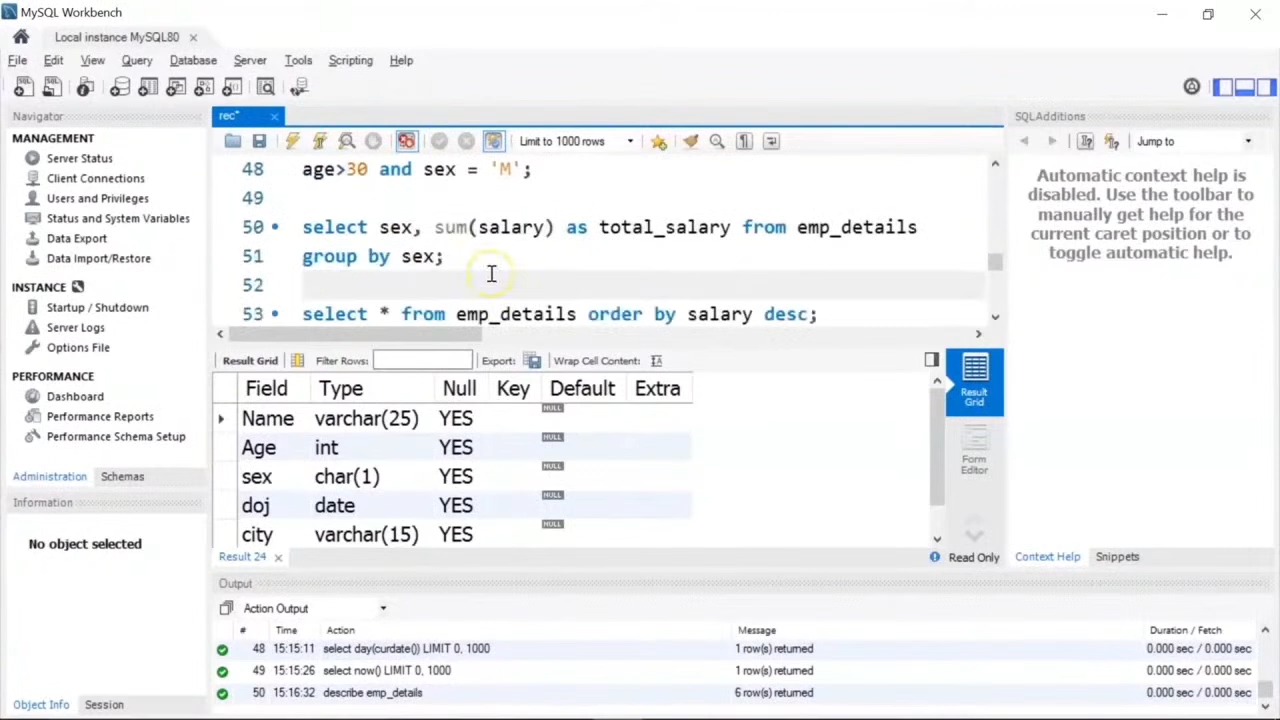 MySQL Workbench
Local instance MySQL80
File Edit View Query Database Server Tools Scripting Help
Navigator
MANAGEMENT
Server Status
Client Connections
Users and Privileges
Status and System Variables
Data Export
Data Import/Restore
INSTANCE
Startup / Shutdown
Server Logs
Options File
PERFORMANCE
Dashboard
Performance Reports
Performance Schema Setup
Administration Schemas
Information
No object selected
Object Info Session
rec*
Limit to 1000 rows
48 age>30 and sex = 'M';
49
50 select sex, sum(salary) as total_salary from emp_details
51 group by sex;
52
53 select * from emp_details order by salary desc;
Result Grid Filter Rows: Export: Wrap Cell Content:
Field Type Null Key Default Extra
Name varchar(25) YES NULL
Age int YES NULL
sex char(1) YES NULL
doj date YES NULL
city varchar(15) YES NULL
Result Grid
Form Editor
Result 24
Read Only
SQLAdditions
Jump to
Automatic context help is
disabled. Use the toolbar to
manually get help for the
current caret position or to
toggle automatic help.
Context Help Snippets
Output
Action Output
# Time Action Message Duration / Fetch
48 15:15:11 select day(curdate()) LIMIT 0, 1000 1 row(s) returned 0.000 sec / 0.000 sec
49 15:15:26 select now() LIMIT 0, 1000 1 row(s) returned 0.000 sec / 0.000 sec
50 15:16:32 describe emp_details 6 row(s) returned 0.000 sec / 0.000 sec